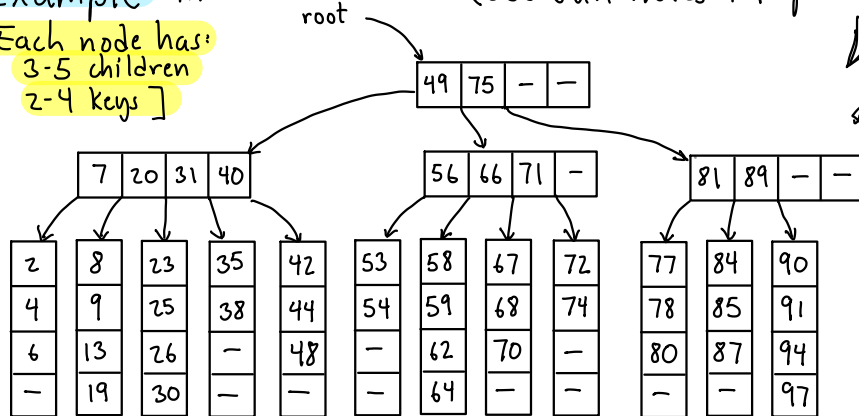 Example
root
Each node has:
3-5 children
2-4 keys ]
49 75 - -
7 20 31 40
56 66 71 -
81 89 - -
2 8 23 35 42 53 58 67 72 77 84 90
4 9 25 38 44 54 59 68 74 78 85 91
6 13 26 - 48 - 62 70 - 80 87 94
- 19 30 - - - 64 - - - - 97